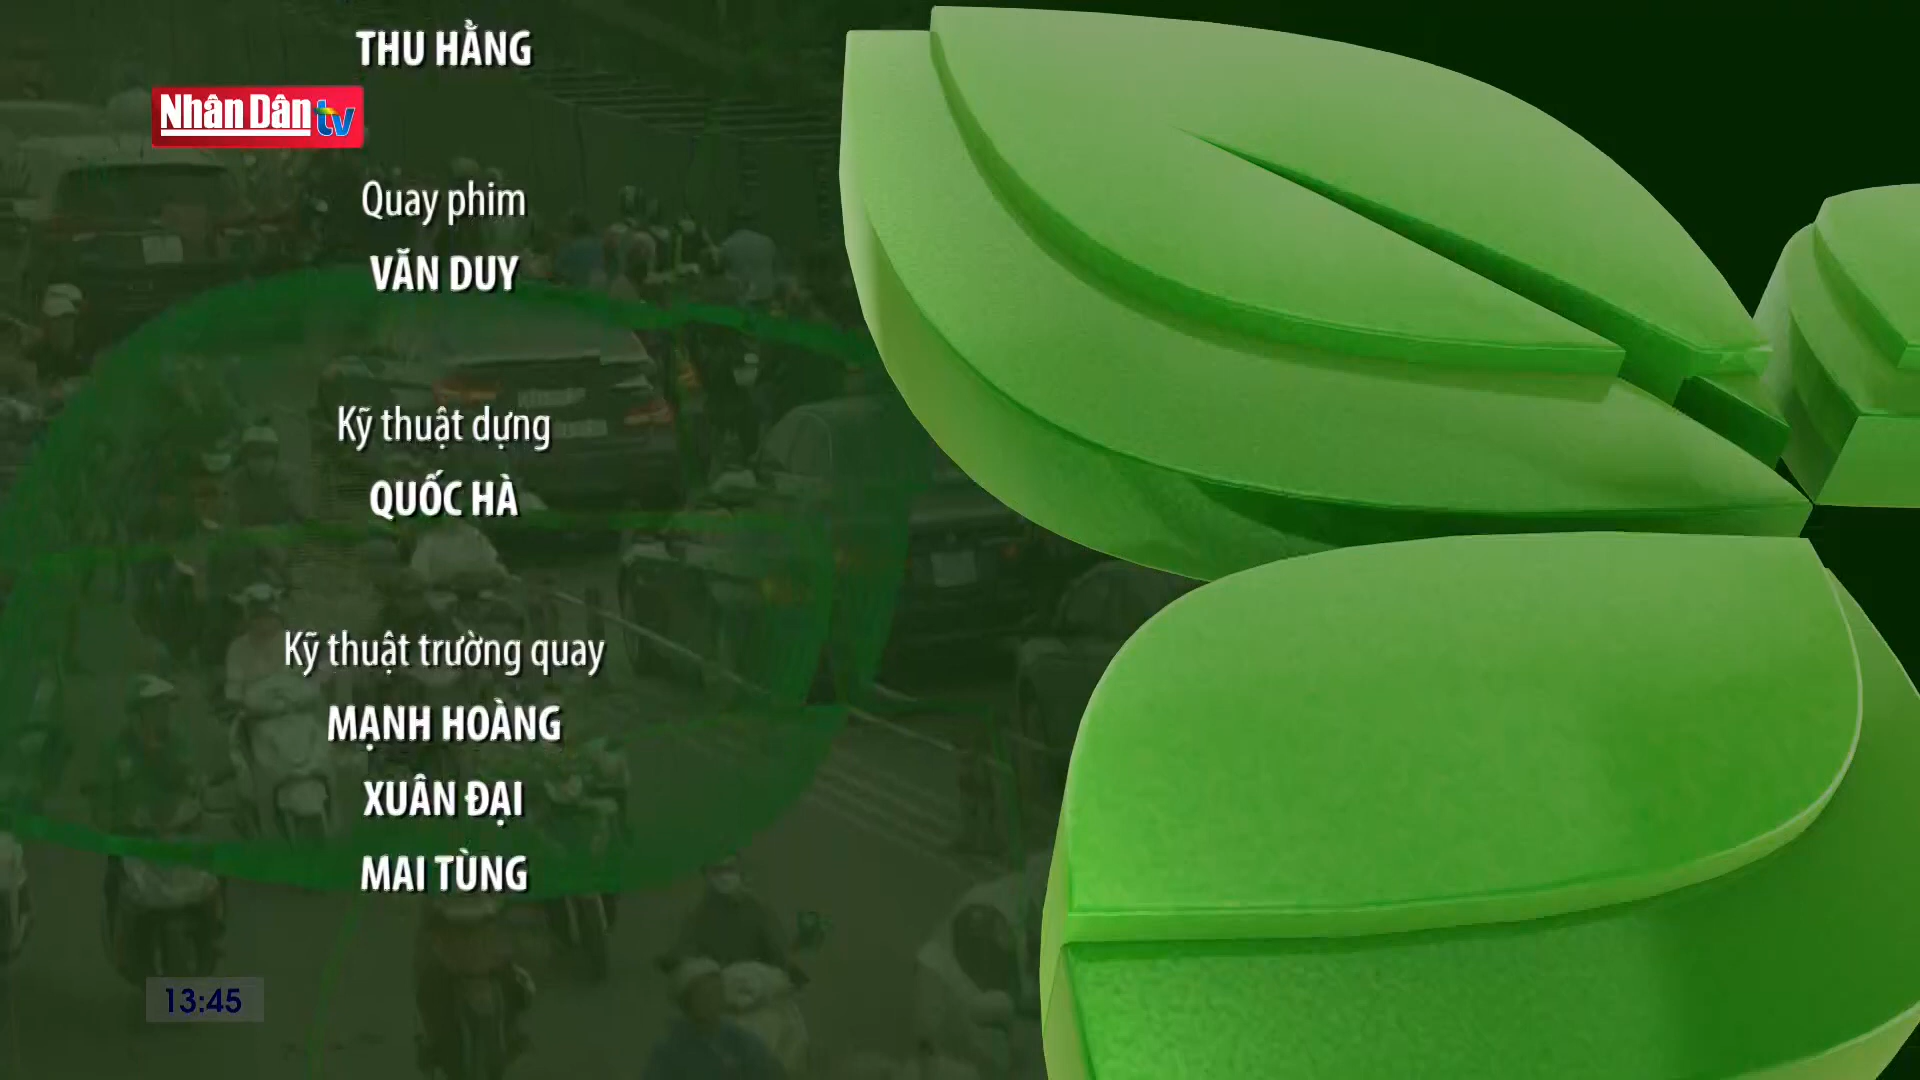 THU HẰNG
Nhân Dân tv
Quay phim
VĂN DUY
Kỹ thuật dựng
QUỐC HÀ
Kỹ thuật trường quay
MẠNH HOÀNG
XUÂN ĐẠI
MAI TÙNG
13:45